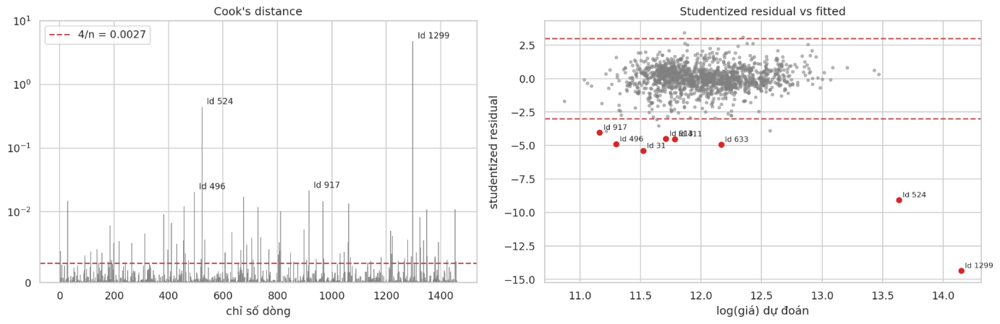 Cook's distance
10¹
10⁰
10⁻¹
10⁻²
0
4/n = 0.0027
Id 1299
Id 524
Id 496
Id 917
0
200
400
600
800
1000
1200
1400
chỉ số dòng
Studentized residual vs fitted
studentized residual
2.5
0.0
−2.5
−5.0
−7.5
−10.0
−12.5
−15.0
Id 917
Id 496
Id 31
Id
Id 633
Id 524
Id 1299
11.0
11.5
12.0
12.5
13.0
13.5
14.0
log(giá) dự đoán